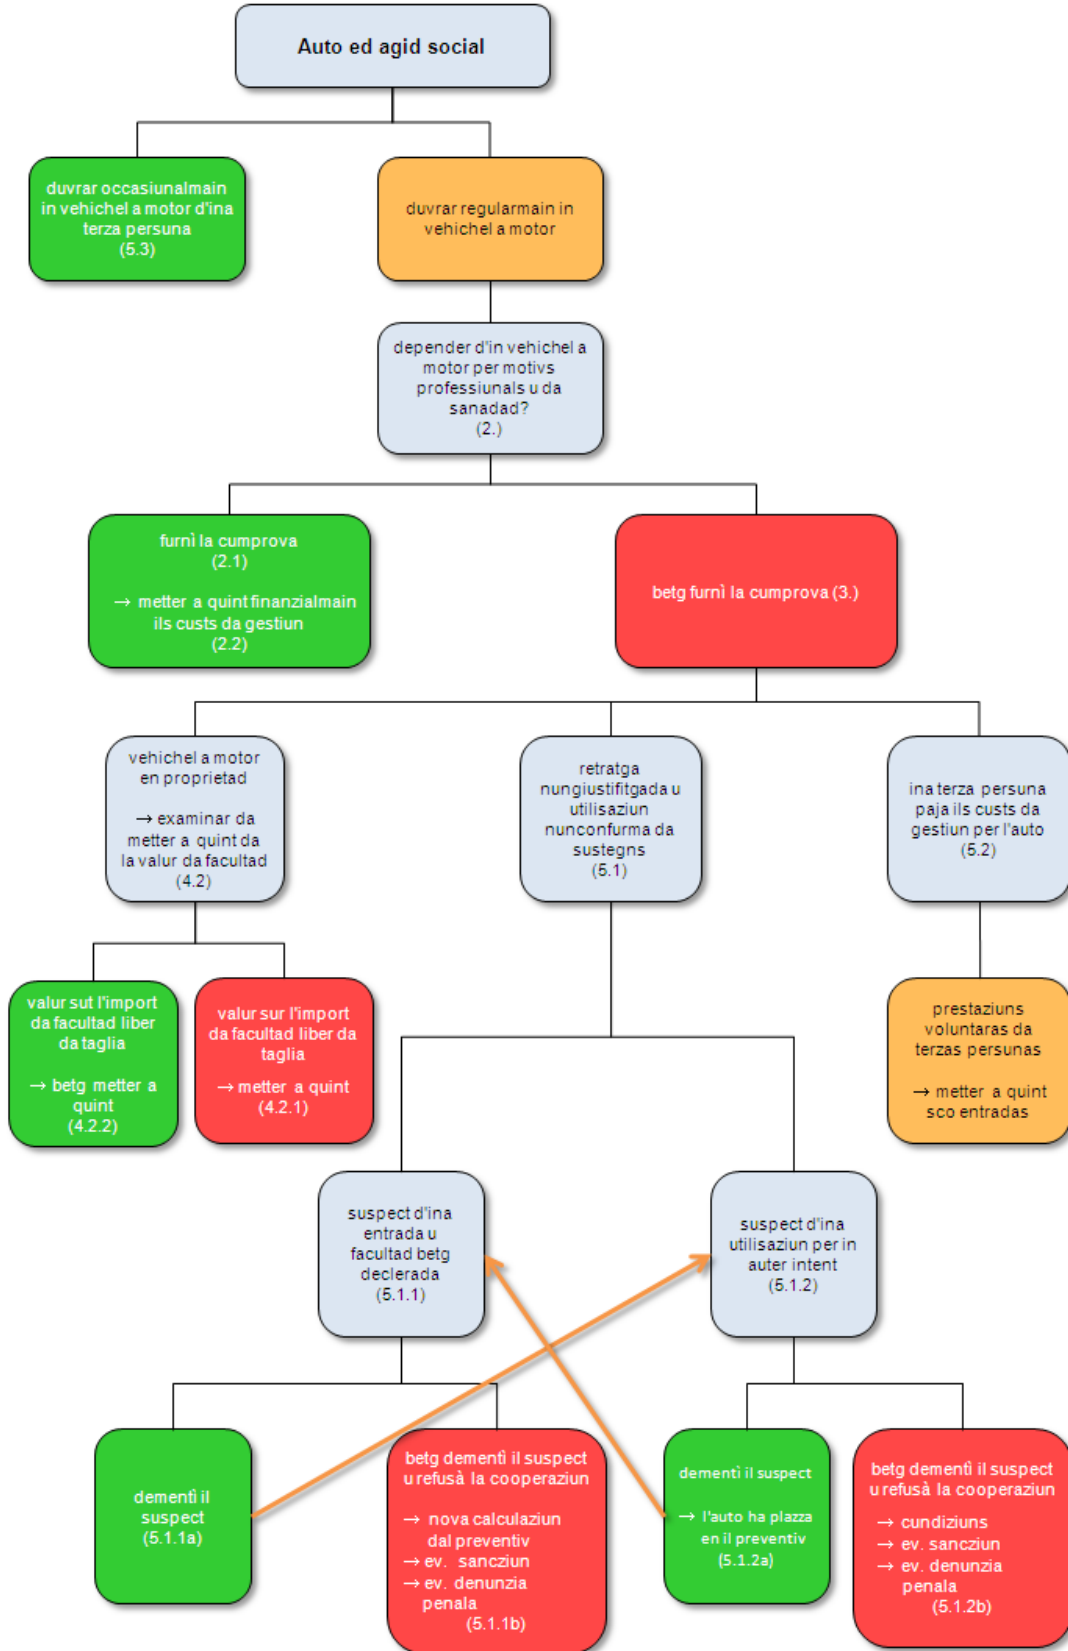 Auto ed agid social
duvrar occasiunalmain
in vehichel a motor d'ina
terza persuna
(5.3)
duvrar regularmain in
vehichel a motor
depender d'in vehichel a
motor per motivs
professiunals u da
sanadad?
(2.)
furnì la cumprova
(2.1)
→ metter a quint finanzialmain
ils custs da gestiun
(2.2)
betg furnì la cumprova (3.)
vehichel a motor
en proprietad
→ examinar da
metter a quint da
la valur da facultad
(4.2)
retratga
nungiustifitgada u
utilisaziun
nunconfurma da
sustegns
(5.1)
ina terza persuna
paja ils custs da
gestiun per l'auto
(5.2)
valur sut l'import
da facultad liber
da taglia
→ betg metter a
quint
(4.2.2)
valur sur l'import
da facultad liber da
taglia
→ metter a quint
(4.2.1)
prestaziuns
voluntaras da
terzas persunas
→ metter a quint
sco entradas
suspect d'ina
entrada u
facultad betg
declerada
(5.1.1)
suspect d'ina
utilisaziun per in
auter intent
(5.1.2)
dementì il
suspect
(5.1.1a)
betg dementì il suspect
u refusà la cooperaziun
→ nova calculaziun
dal preventiv
→ ev. sancziun
→ ev. denunzia
penala
(5.1.1b)
dementì il suspect
→ l'auto ha plazza
en il preventiv
(5.1.2a)
betg dementì il suspect
u refusà la cooperaziun
→ cundiziuns
→ ev. sancziun
→ ev. denunzia
penala
(5.1.2b)